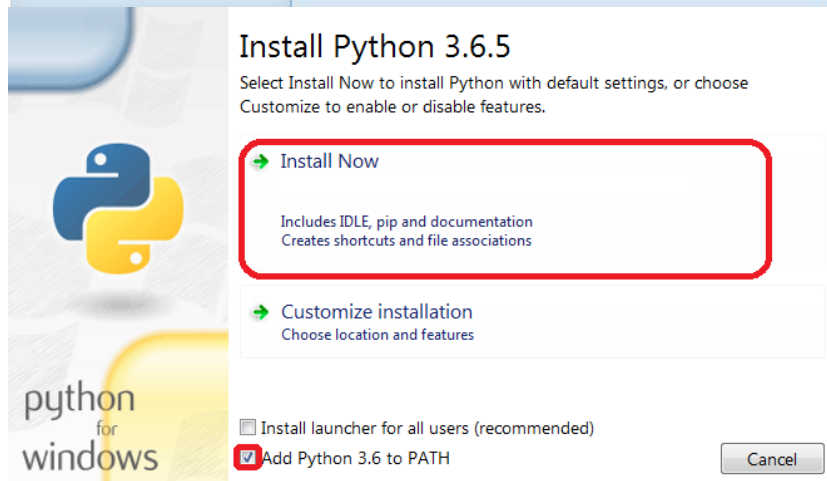 Install Python 3.6.5
Select Install Now to install Python with default settings, or choose
Customize to enable or disable features.
Install Now
Includes IDLE, pip and documentation
Creates shortcuts and file associations
Customize installation
Choose location and features
python
for
windows
Install launcher for all users (recommended)
Add Python 3.6 to PATH
Cancel